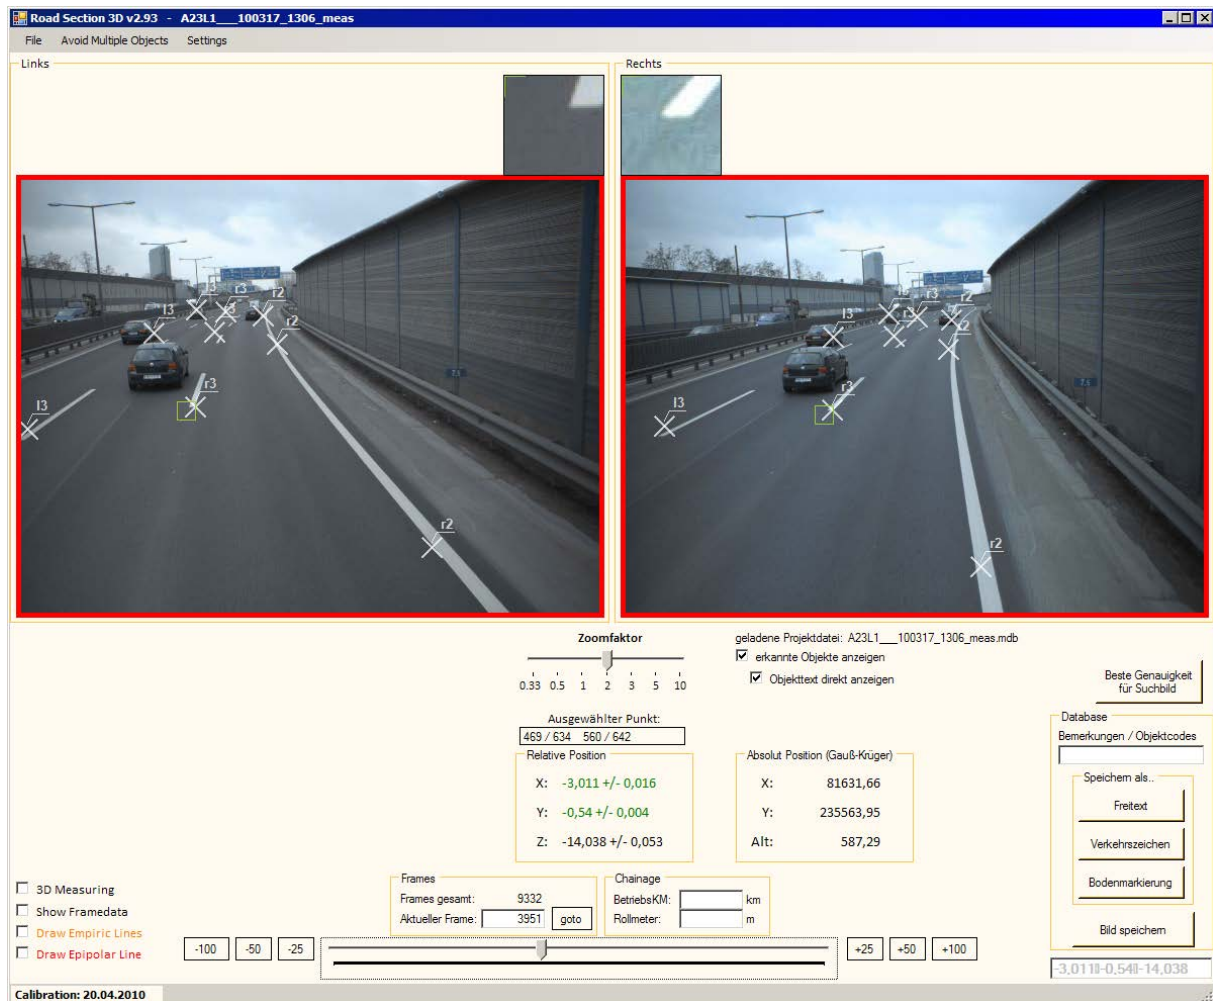 Road Section 3D v2.93 - A23L1___100317_1306_meas
File Avoid Multiple Objects Settings
Links
Rechts
l3
r3
r2
r2
l3
r3
l3
r2
r3
r2
l3
r3
r2
l3
r3
r2
7.5
7.5
Zoomfaktor
0.33 0.5 1 2 3 5 10
geladene Projektdatei: A23L1___100317_1306_meas.mdb
erkannte Objekte anzeigen
Objekttext direkt anzeigen
Beste Genauigkeit
für Suchbild
Ausgewählter Punkt:
469 / 634 560 / 642
Relative Position
X: -3,011 +/- 0,016
Y: -0,54 +/- 0,004
Z: -14,038 +/- 0,053
Absolut Position (Gauß-Krüger)
X: 81631,66
Y: 235563,95
Alt: 587,29
Database
Bemerkungen / Objektcodes
Speichern als..
Freitext
Verkehrszeichen
Bodenmarkierung
Bild speichern
-3,011▯-0,54▯-14,038
3D Measuring
Show Framedata
Draw Empiric Lines
Draw Epipolar Line
Frames
Frames gesamt: 9332
Aktueller Frame: 3951 goto
Chainage
BetriebsKM: km
Rollmeter: m
-100 -50 -25
+25 +50 +100
Calibration: 20.04.2010